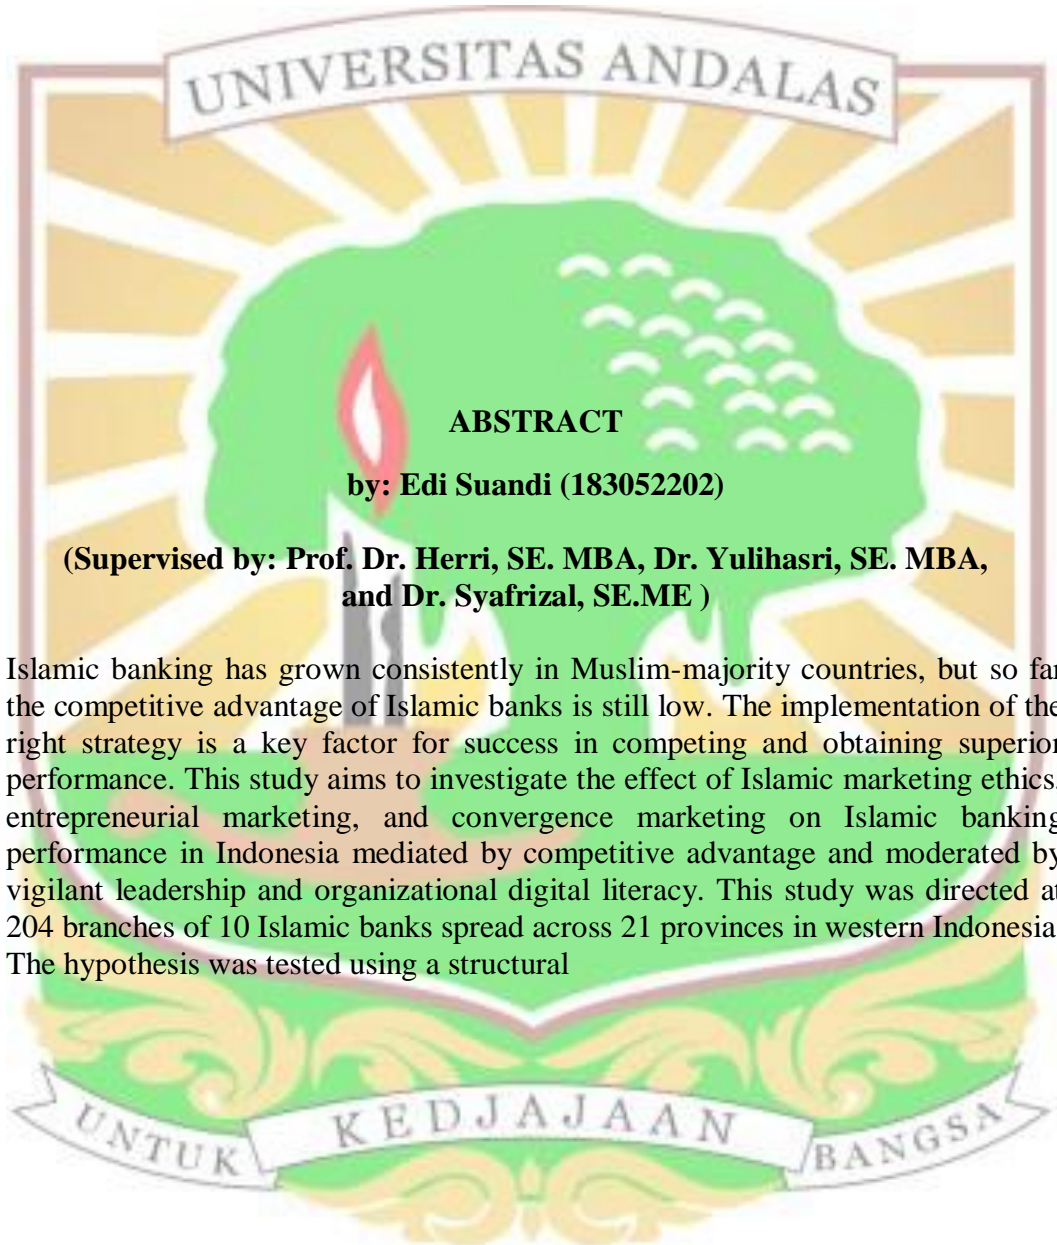 UNIVERSITAS ANDALAS
ABSTRACT
by: Edi Suandi (183052202)
(Supervised by: Prof. Dr. Herri, SE. MBA, Dr. Yulihasri, SE. MBA,
and Dr. Syafrizal, SE.ME )
Islamic banking has grown consistently in Muslim-majority countries, but so far
the competitive advantage of Islamic banks is still low. The implementation of the
right strategy is a key factor for success in competing and obtaining superior
performance. This study aims to investigate the effect of Islamic marketing ethics,
entrepreneurial marketing, and convergence marketing on Islamic banking
performance in Indonesia mediated by competitive advantage and moderated by
vigilant leadership and organizational digital literacy. This study was directed at
204 branches of 10 Islamic banks spread across 21 provinces in western Indonesia.
The hypothesis was tested using a structural
UNTUK KEDJAJAAN BANGSA